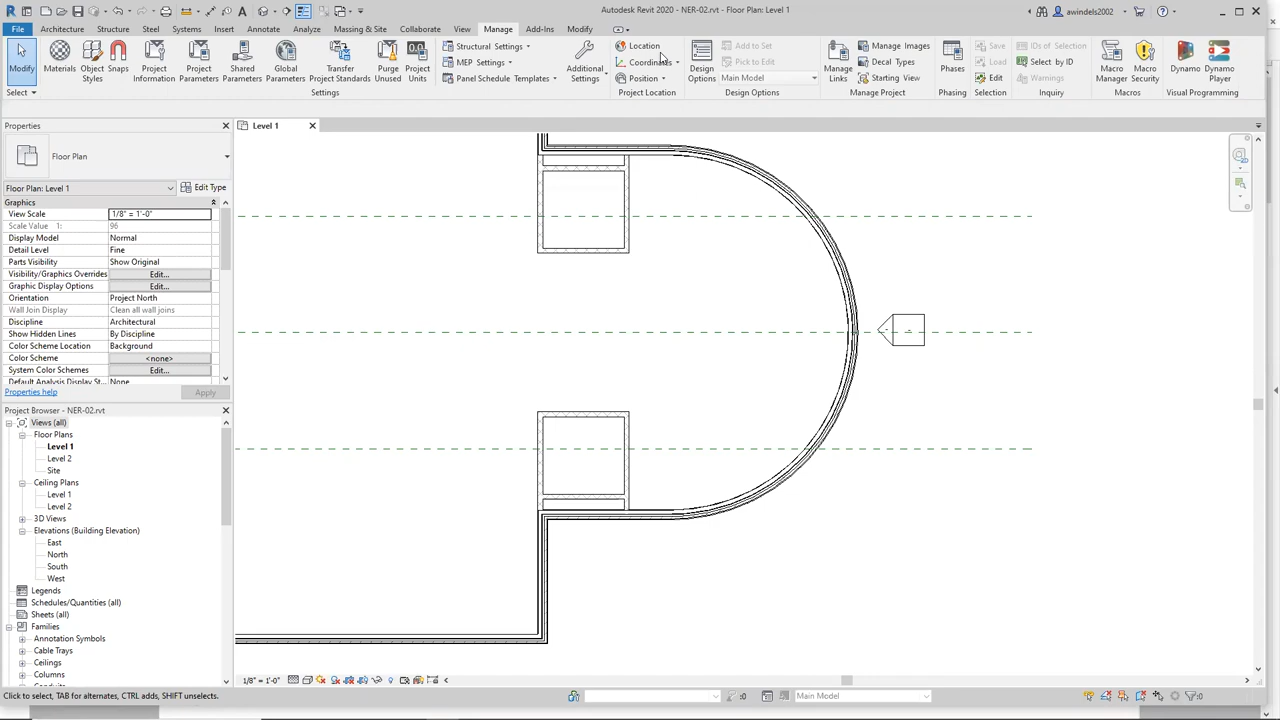 Autodesk Revit 2020 - NER-02.rvt - Floor Plan: Level 1
awindels2002
File Architecture Structure Steel Systems Insert Annotate Analyze Massing & Site Collaborate View Manage Add-Ins Modify
Modify
Select
Materials
Object Styles
Snaps
Project Information
Project Parameters
Shared Parameters
Global Parameters
Transfer Project Standards
Purge Unused
Project Units
Structural Settings
MEP Settings
Panel Schedule Templates
Additional Settings
Settings
Location
Coordinates
Position
Project Location
Design Options
Add to Set
Pick to Edit
Main Model
Design Options
Manage Links
Manage Images
Decal Types
Starting View
Manage Project
Phases
Phasing
Save
Load
Edit
Selection
IDs of Selection
Select by ID
Warnings
Inquiry
Macro Manager
Macro Security
Macros
Dynamo
Dynamo Player
Visual Programming
Properties
Floor Plan
Floor Plan: Level 1
Edit Type
Graphics
View Scale 1/8" = 1'-0"
Scale Value 1: 96
Display Model Normal
Detail Level Fine
Parts Visibility Show Original
Visibility/Graphics Overrides Edit...
Graphic Display Options Edit...
Orientation Project North
Wall Join Display Clean all wall joins
Discipline Architectural
Show Hidden Lines By Discipline
Color Scheme Location Background
Color Scheme <none>
System Color Schemes Edit...
Default Analysis Display St... None
Properties help
Apply
Project Browser - NER-02.rvt
Views (all)
Floor Plans
Level 1
Level 2
Site
Ceiling Plans
Level 1
Level 2
3D Views
Elevations (Building Elevation)
East
North
South
West
Legends
Schedules/Quantities (all)
Sheets (all)
Families
Annotation Symbols
Cable Trays
Ceilings
Columns
Level 1
1/8" = 1'-0"
Click to select, TAB for alternates, CTRL adds, SHIFT unselects.
:0
Main Model
:0